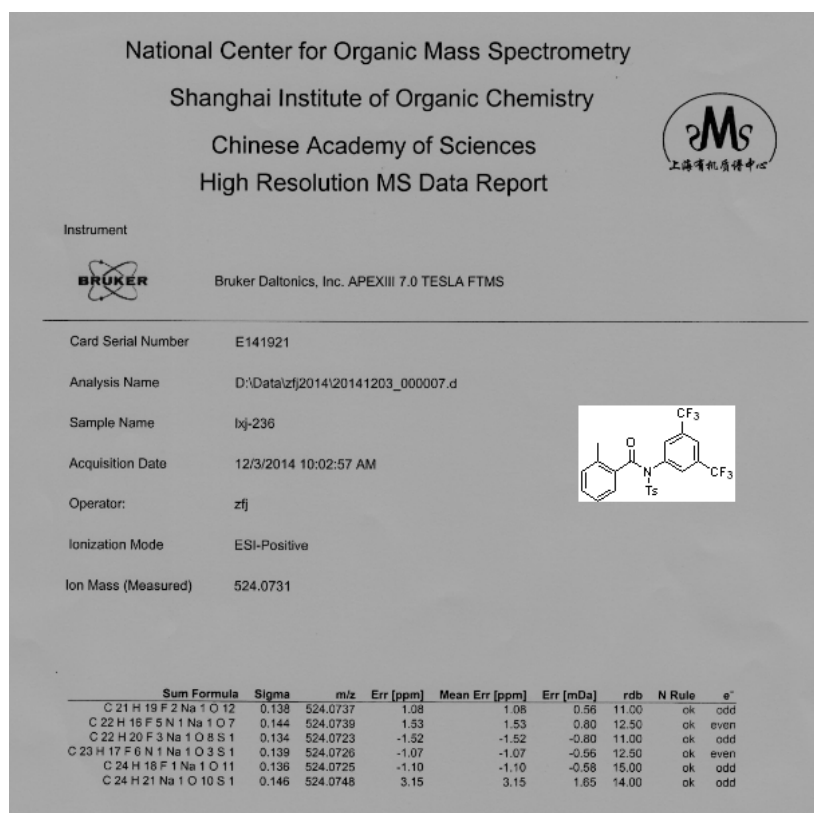 National Center for Organic Mass Spectrometry
Shanghai Institute of Organic Chemistry
Chinese Academy of Sciences
High Resolution MS Data Report
MS
上海有机质谱中心
Instrument
BRUKER
Bruker Daltonics, Inc. APEXIII 7.0 TESLA FTMS
Card Serial Number E141921
Analysis Name D:\Data\zfj2014\20141203_000007.d
Sample Name lxj-236
Acquisition Date 12/3/2014 10:02:57 AM
Operator: zfj
Ionization Mode ESI-Positive
Ion Mass (Measured) 524.0731
CF3
O
N
CF3
Ts
Sum Formula Sigma m/z Err [ppm] Mean Err [ppm] Err [mDa] rdb N Rule e-
C 21 H 19 F 2 Na 1 O 12 0.138 524.0737 1.08 1.08 0.56 11.00 ok odd
C 22 H 16 F 5 N 1 Na 1 O 7 0.144 524.0739 1.53 1.53 0.80 12.50 ok even
C 22 H 20 F 3 Na 1 O 8 S 1 0.134 524.0723 -1.52 -1.52 -0.80 11.00 ok odd
C 23 H 17 F 6 N 1 Na 1 O 3 S 1 0.139 524.0726 -1.07 -1.07 -0.56 12.50 ok even
C 24 H 18 F 1 Na 1 O 11 0.136 524.0725 -1.10 -1.10 -0.58 15.00 ok odd
C 24 H 21 Na 1 O 10 S 1 0.146 524.0748 3.15 3.15 1.65 14.00 ok odd